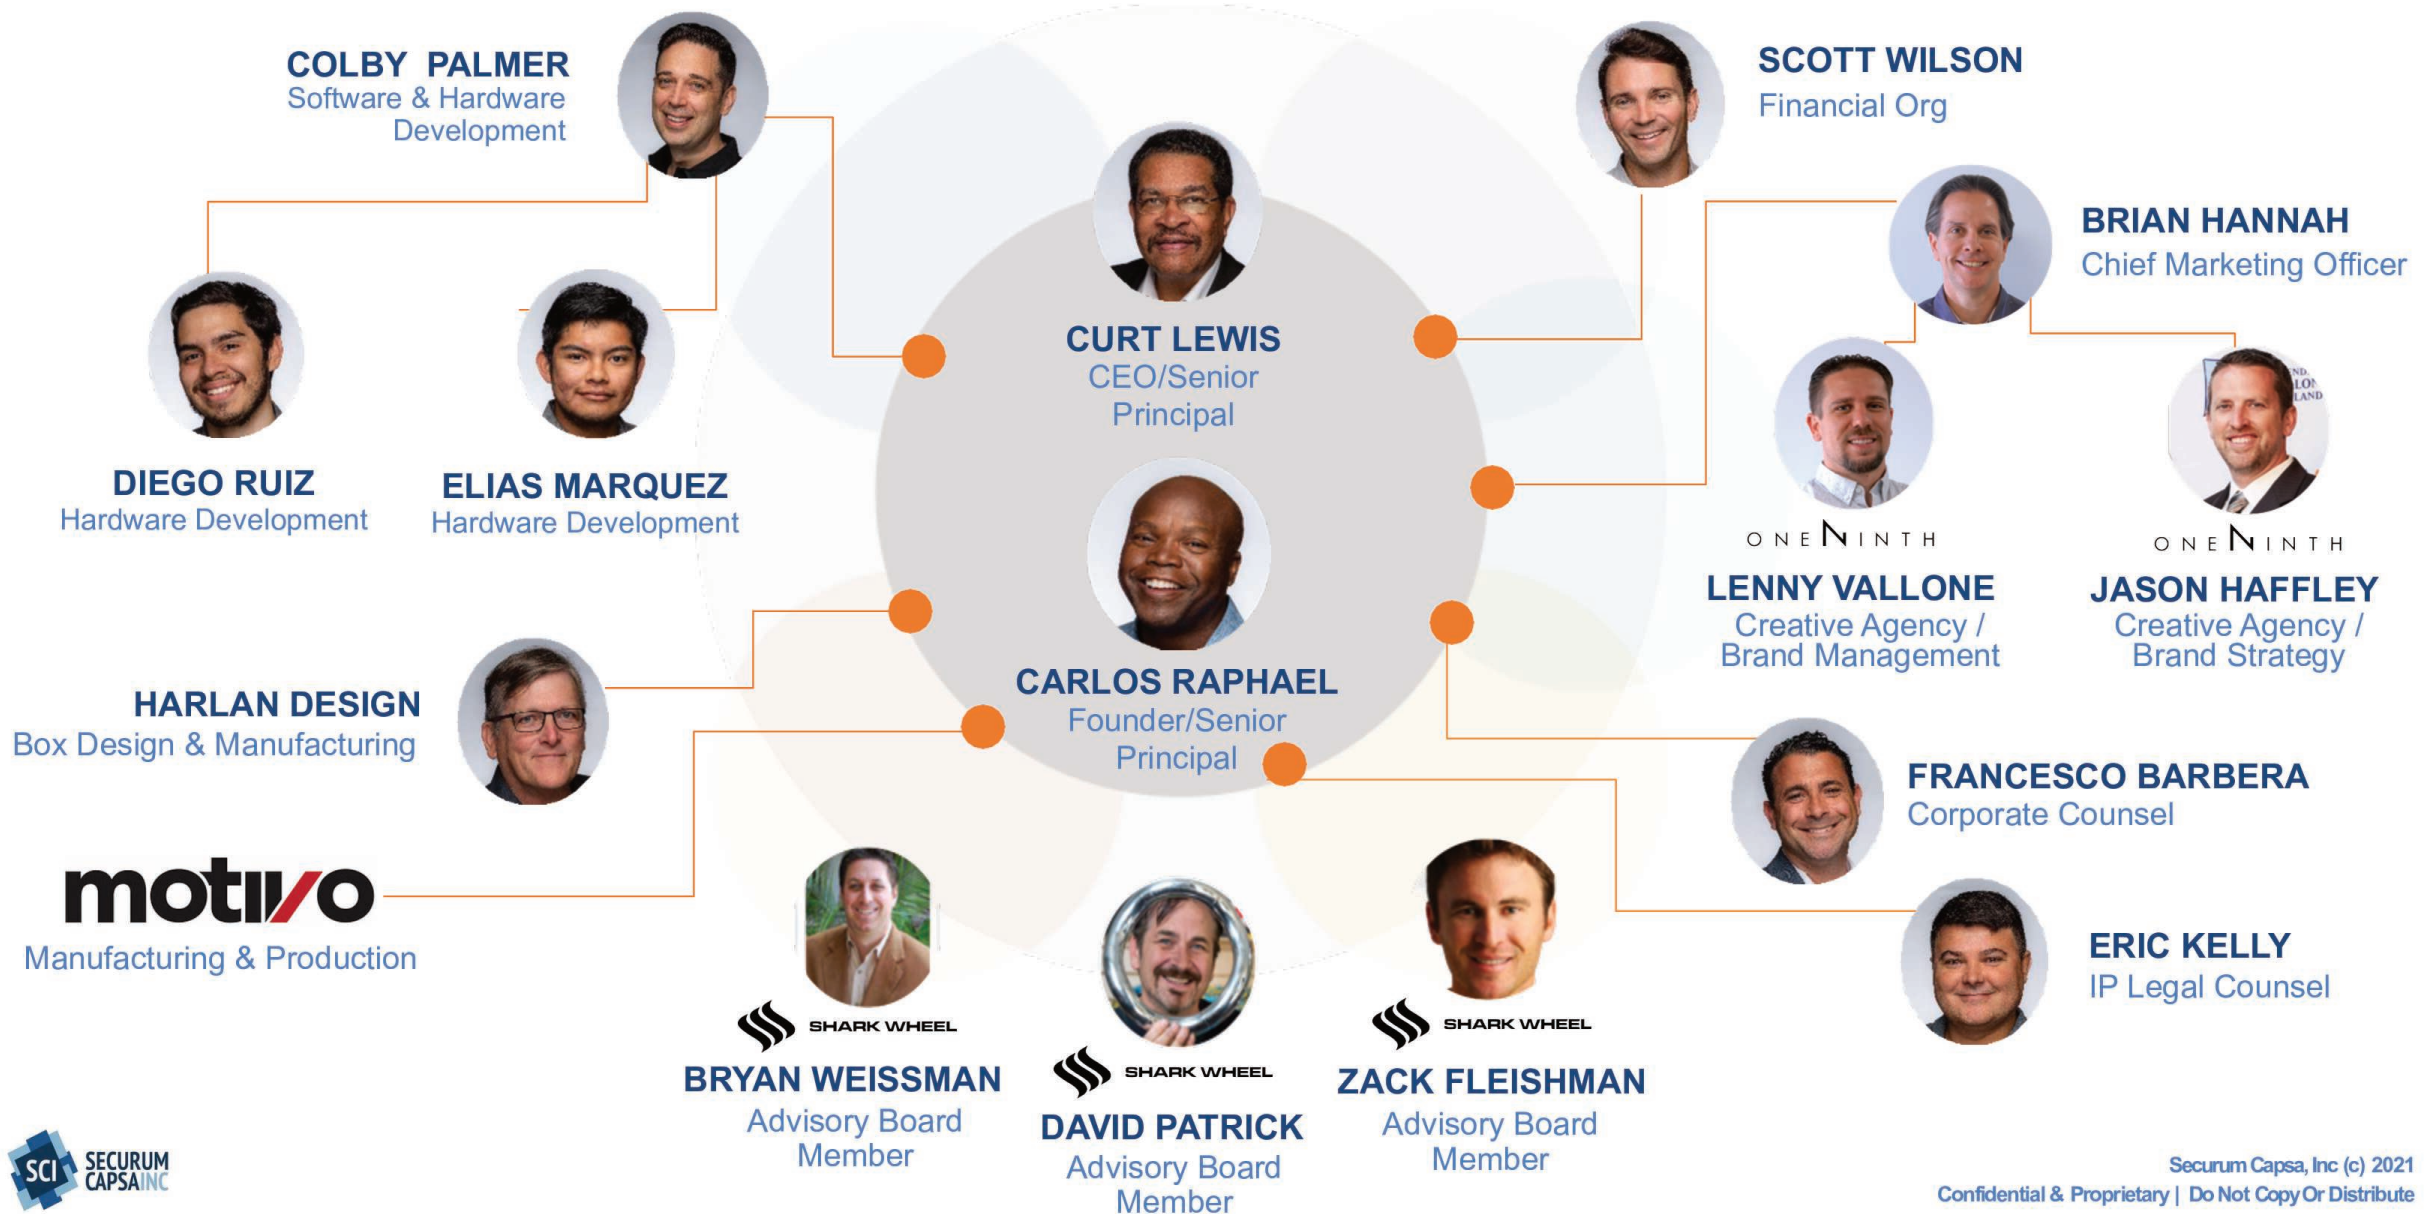 COLBY PALMER
Software & Hardware
Development
SCOTT WILSON
Financial Org
BRIAN HANNAH
Chief Marketing Officer
CURT LEWIS
CEO/Senior
Principal
DIEGO RUIZ
Hardware Development
ELIAS MARQUEZ
Hardware Development
ND
LON
LAND
ONENINTH
LENNY VALLONE
Creative Agency /
Brand Management
ONENINTH
JASON HAFFLEY
Creative Agency /
Brand Strategy
CARLOS RAPHAEL
Founder/Senior
Principal
HARLAN DESIGN
Box Design & Manufacturing
FRANCESCO BARBERA
Corporate Counsel
motivo
Manufacturing & Production
ERIC KELLY
IP Legal Counsel
SHARK WHEEL
BRYAN WEISSMAN
Advisory Board
Member
SHARK WHEEL
DAVID PATRICK
Advisory Board
Member
SHARK WHEEL
ZACK FLEISHMAN
Advisory Board
Member
SCI
SECURUM
CAPSAINC
Securum Capsa, Inc (c) 2021
Confidential & Proprietary | Do Not Copy Or Distribute